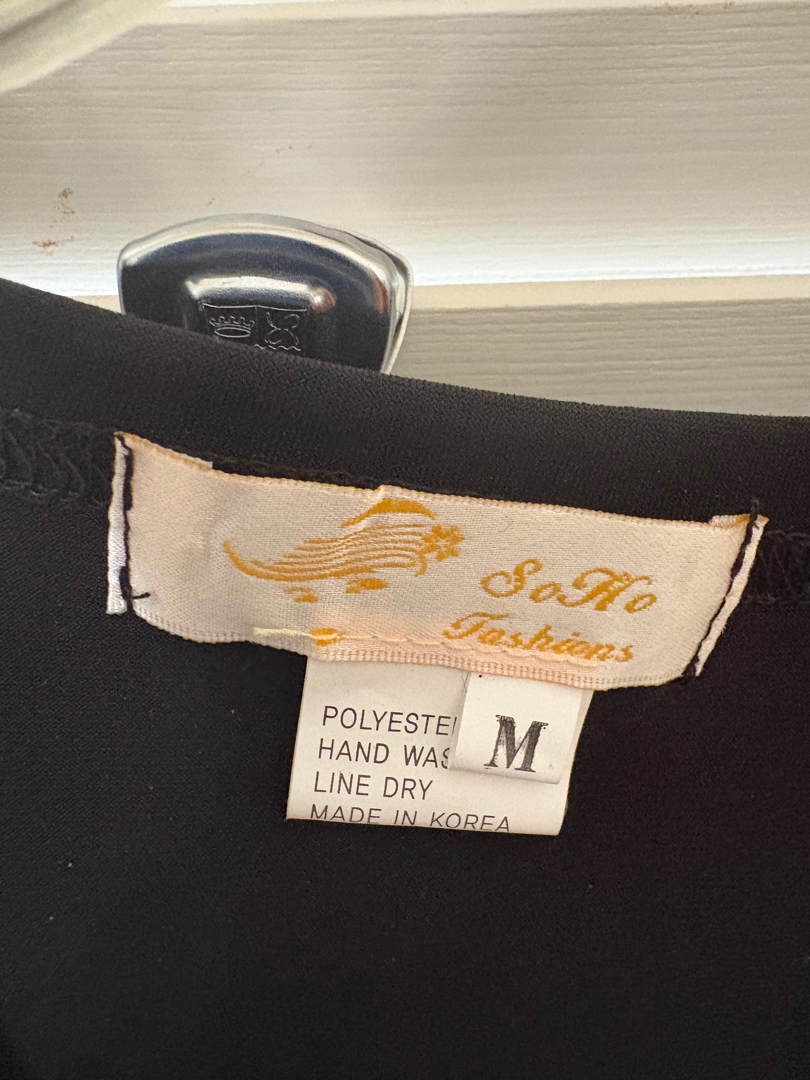 SoHo
Fashions
POLYESTE
M
HAND WAS
LINE DRY
MADE IN KOREA